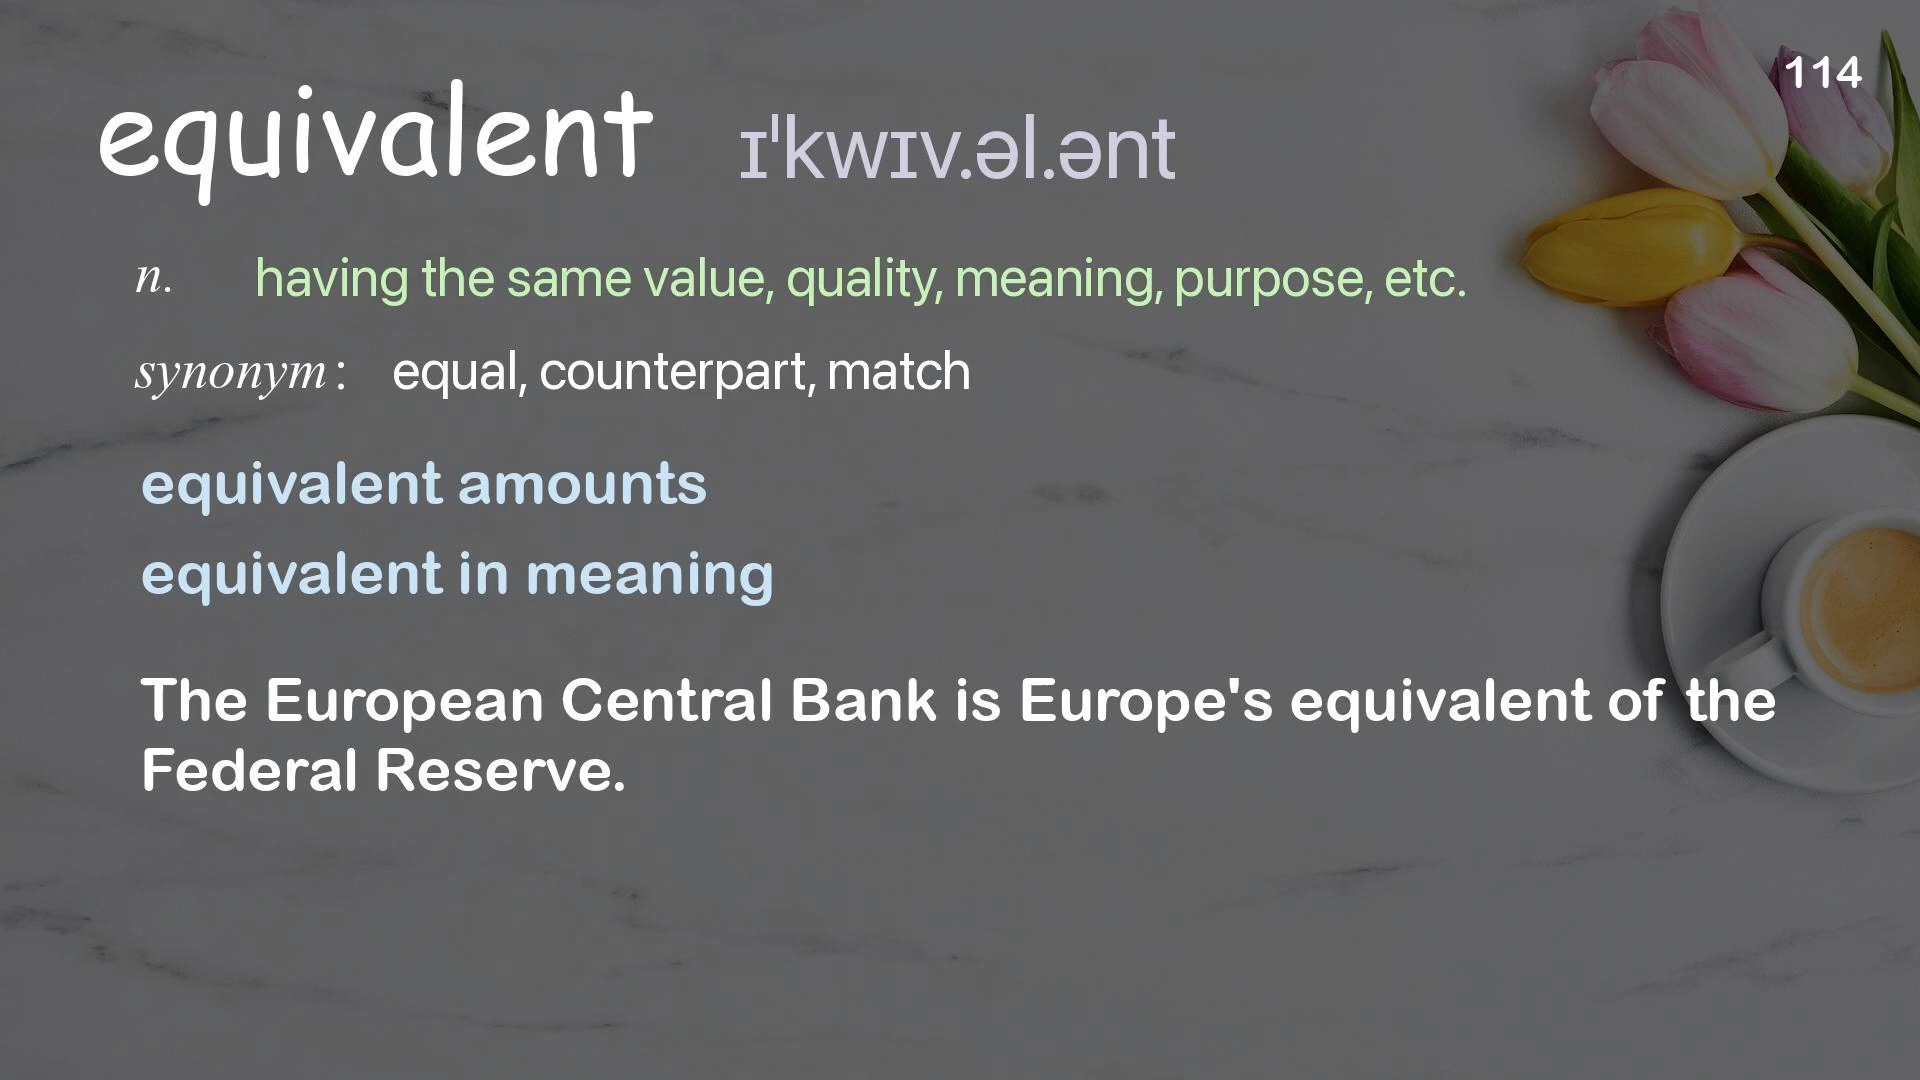 114
equivalent ɪˈkwɪv.əl.ənt
n. having the same value, quality, meaning, purpose, etc.
synonym: equal, counterpart, match
equivalent amounts
equivalent in meaning
The European Central Bank is Europe's equivalent of the
Federal Reserve.